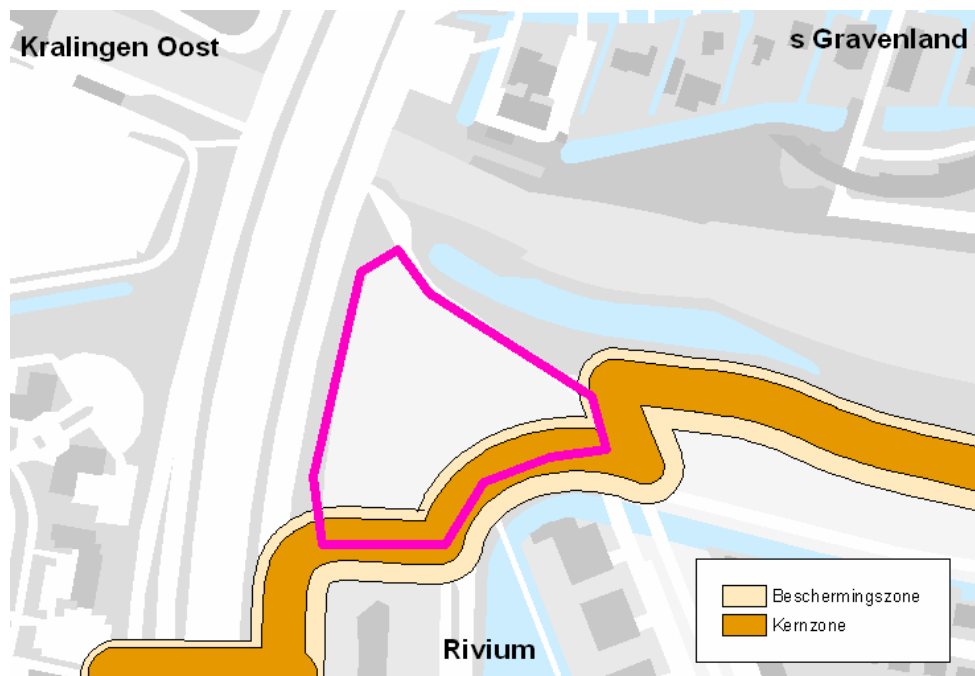 Kralingen Oost
s Gravenland
Beschermingszone
Kernzone
Rivium